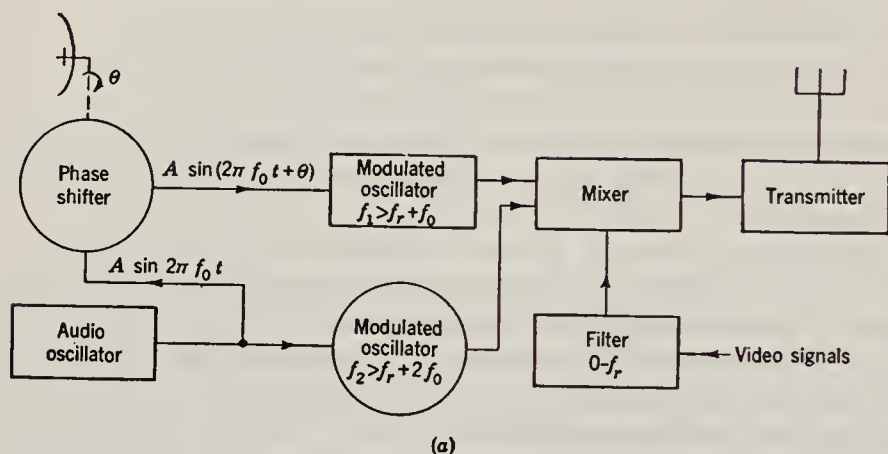 θ
Phase
shifter
A sin(2π f₀ t + θ)
Modulated
oscillator
f₁>fᵣ+f₀
Mixer
Transmitter
A sin 2π f₀ t
Audio
oscillator
Modulated
oscillator
f₂>fᵣ+2f₀
Filter
0-fᵣ
Video signals
(a)